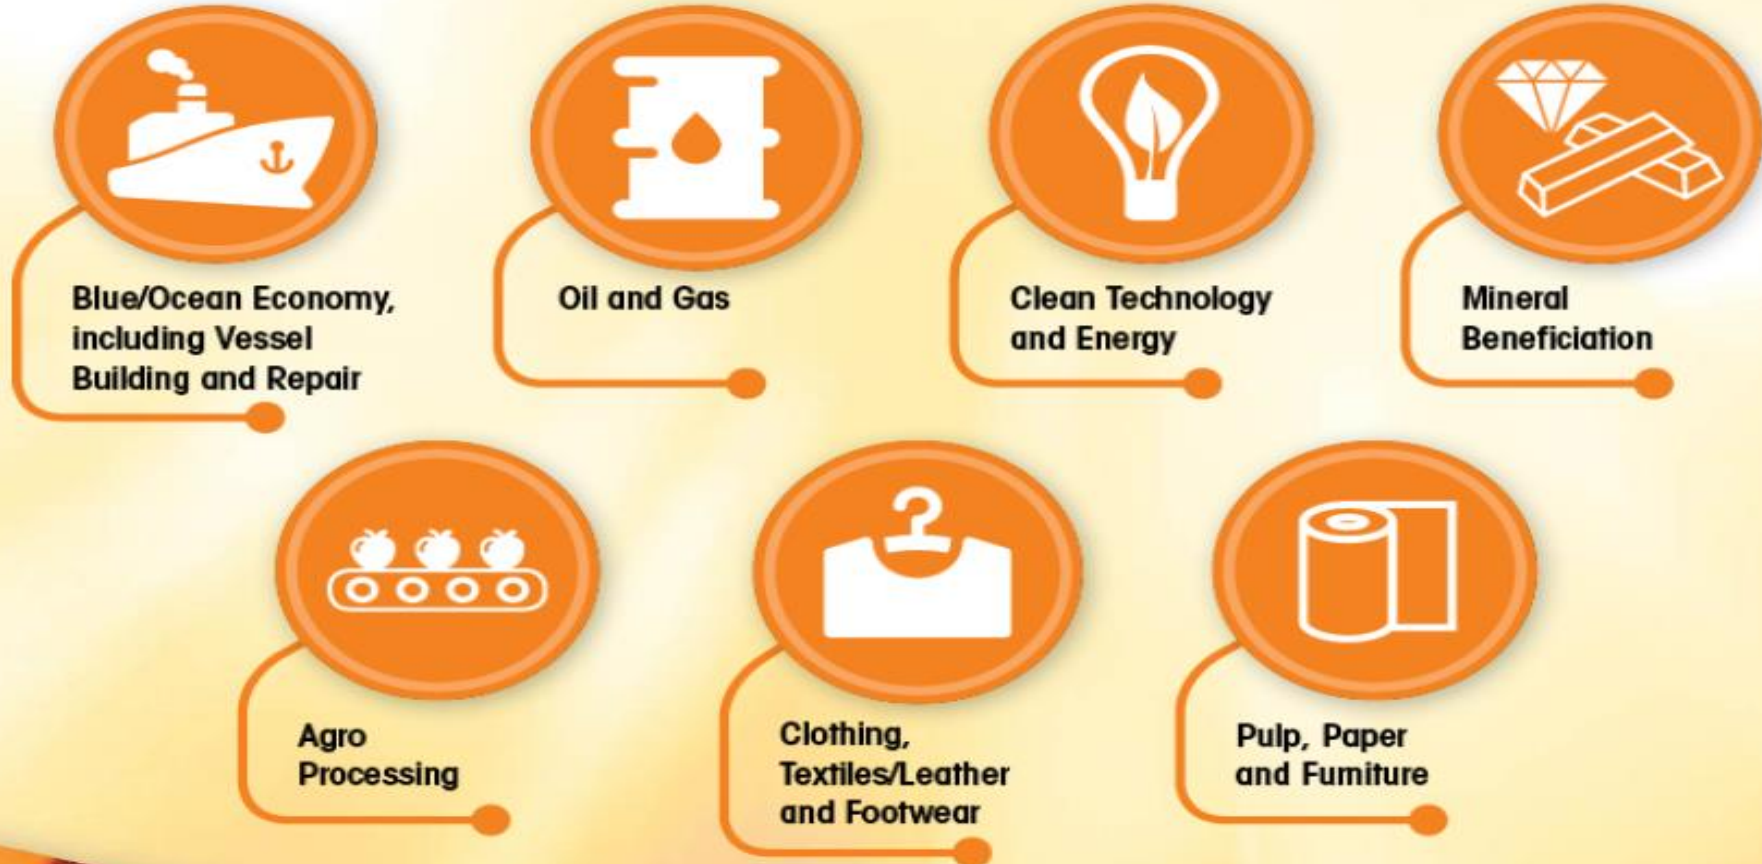 Blue/Ocean Economy,
including Vessel
Building and Repair
Oil and Gas
Clean Technology
and Energy
Mineral
Beneficiation
Agro
Processing
Clothing,
Textiles/Leather
and Footwear
Pulp, Paper
and Furniture